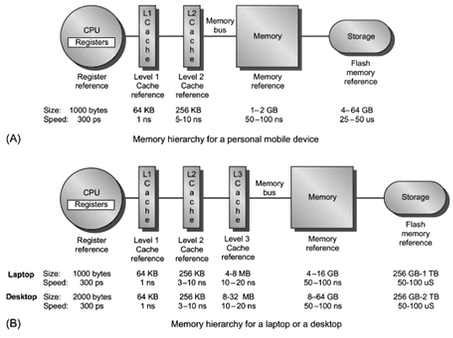 CPU
Registers
L1 Cache
L2 Cache
Memory bus
Memory
Storage
Register reference
Level 1 Cache reference
Level 2 Cache reference
Memory reference
Flash memory reference
Size: 1000 bytes 64 KB 256 KB 1–2 GB 4–64 GB
Speed: 300 ps 1 ns 5-10 ns 50–100 ns 25–50 us
(A) Memory hierarchy for a personal mobile device
CPU
Registers
L1 Cache
L2 Cache
L3 Cache
Memory bus
Memory
Storage
Register reference
Level 1 Cache reference
Level 2 Cache reference
Level 3 Cache reference
Memory reference
Flash memory reference
Laptop Size: 1000 bytes 64 KB 256 KB 4-8 MB 4–16 GB 256 GB-1 TB
Speed: 300 ps 1 ns 3–10 ns 10–20 ns 50–100 ns 50-100 uS
Desktop Size: 2000 bytes 64 KB 256 KB 8-32 MB 8–64 GB 256 GB-2 TB
Speed: 300 ps 1 ns 3–10 ns 10–20 ns 50–100 ns 50-100 uS
(B) Memory hierarchy for a laptop or a desktop